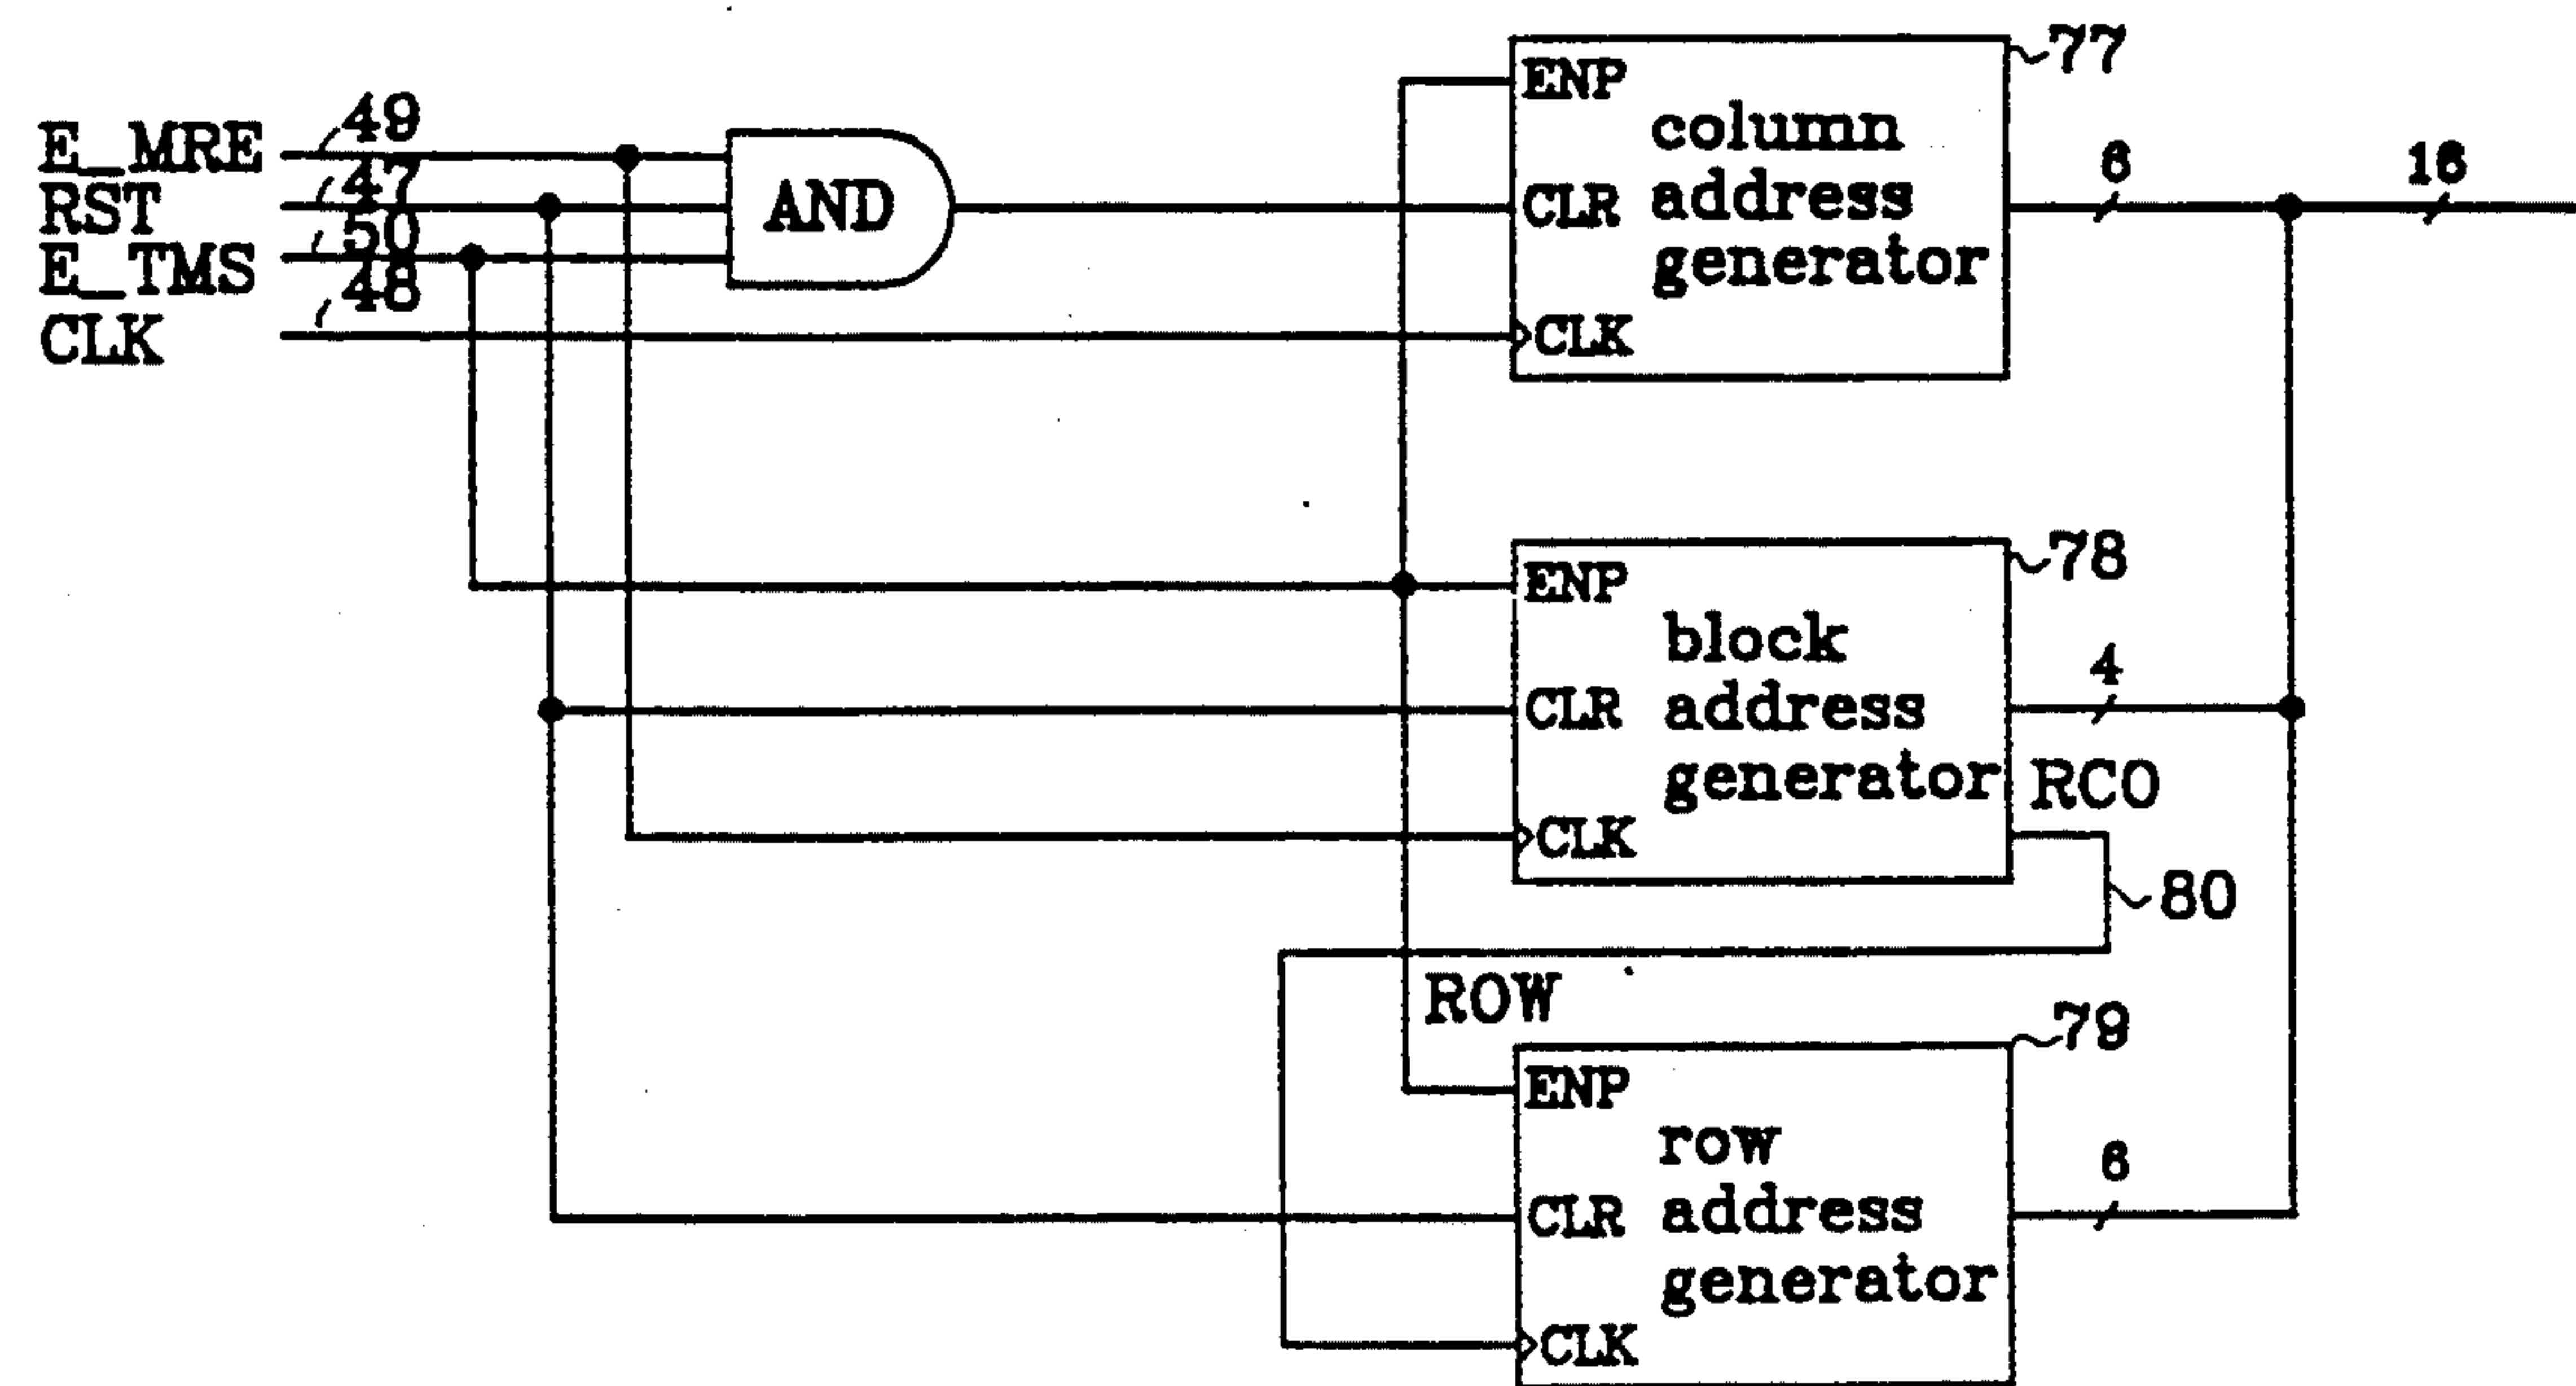 E_MRE
49
RST
47
E_TMS
50
CLK
48
AND
77
ENP
column
CLR
address
generator
CLK
6
16
78
ENP
block
CLR
address
generator
CLK
4
RCO
80
ROW
79
ENP
row
CLR
address
generator
CLK
6